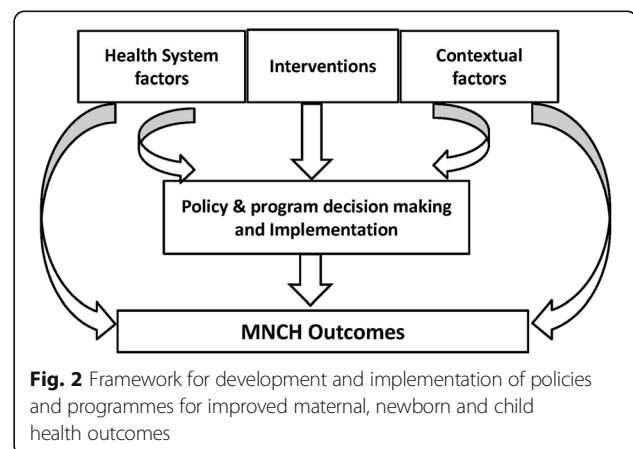 Health System
factors
Interventions
Contextual
factors
Policy & program decision making
and Implementation
MNCH Outcomes
Fig. 2 Framework for development and implementation of policies
and programmes for improved maternal, newborn and child
health outcomes